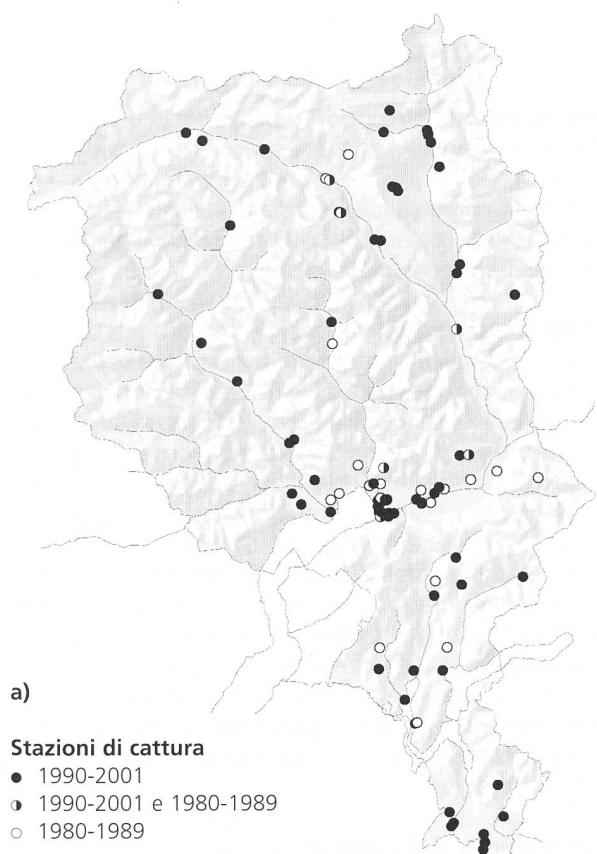 a)
Stazioni di cattura
● 1990-2001
◑ 1990-2001 e 1980-1989
○ 1980-1989